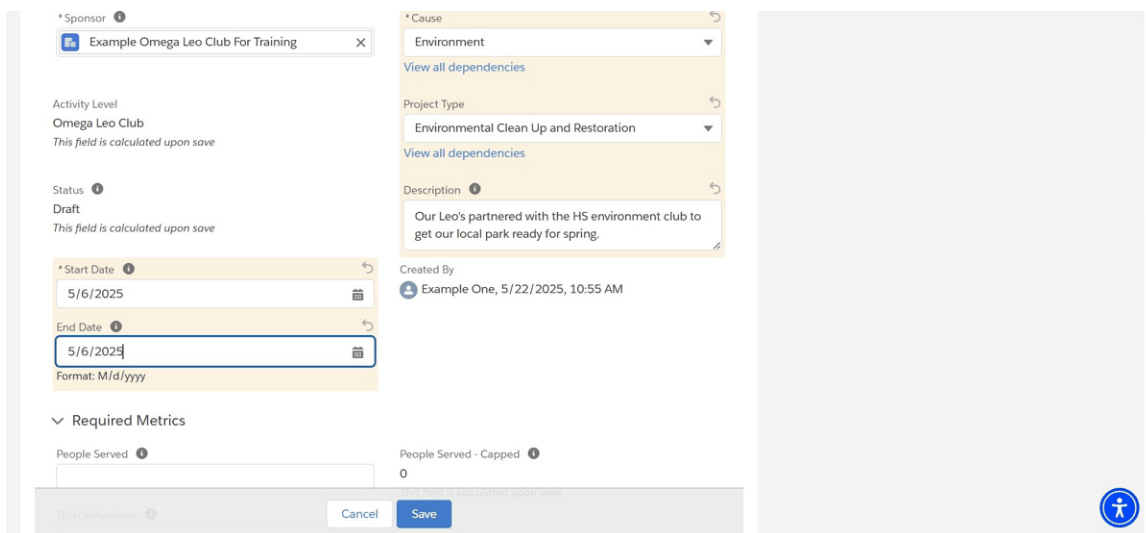 *Sponsor
Example Omega Leo Club For Training
*Cause
Environment
View all dependencies
Activity Level
Omega Leo Club
This field is calculated upon save
Project Type
Environmental Clean Up and Restoration
View all dependencies
Status
Draft
This field is calculated upon save
Description
Our Leo's partnered with the HS environment club to
get our local park ready for spring.
*Start Date
5/6/2025
End Date
5/6/2025
Format: M/d/yyyy
Created By
Example One, 5/22/2025, 10:55 AM
Required Metrics
People Served
People Served - Capped
0
This field is calculated upon save
Total Volunteers
Cancel
Save